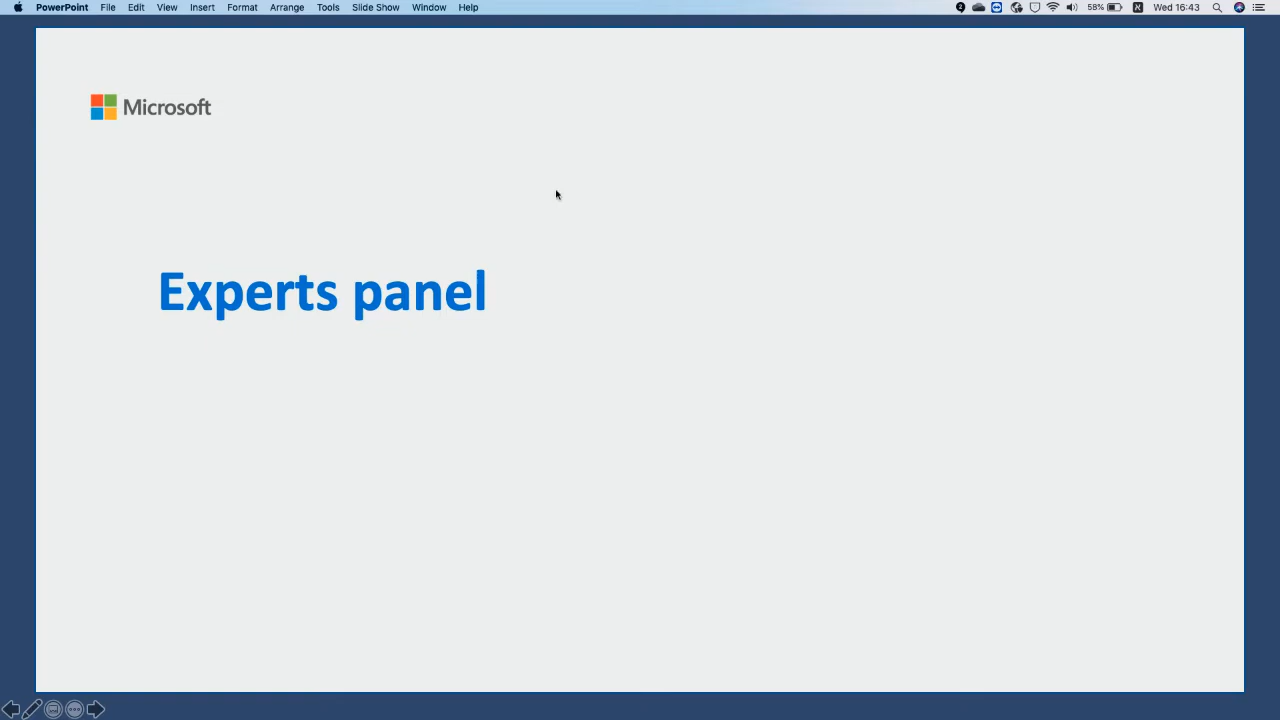 PowerPoint File Edit View Insert Format Arrange Tools Slide Show Window Help 2 58% א Wed 16:43
Microsoft
Experts panel